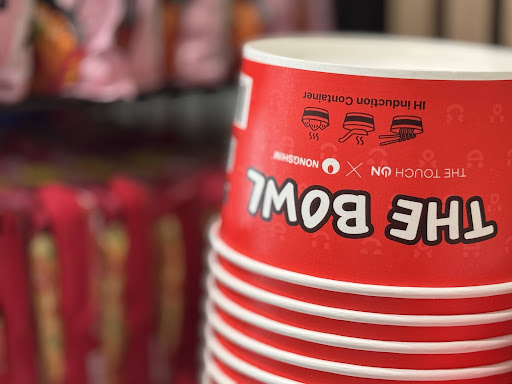 THE BOWL
THE TOUCH ON × NONGSHIM
IH induction Container